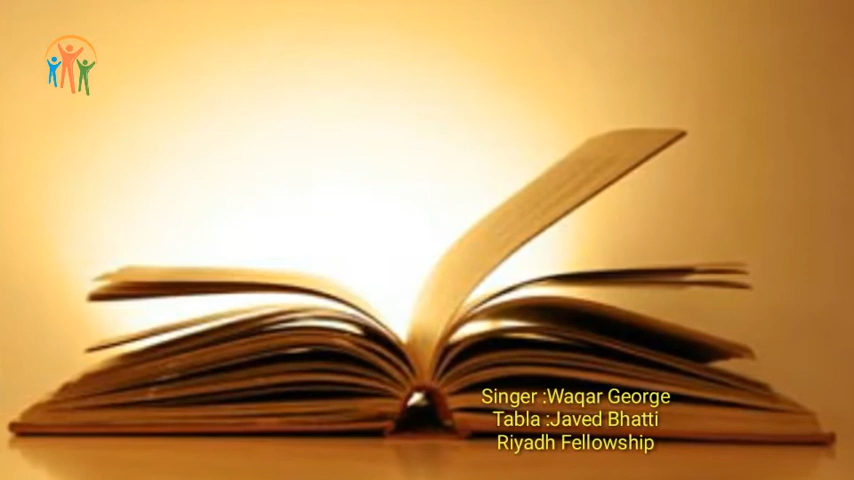 Singer :Waqar George
Tabla :Javed Bhatti
Riyadh Fellowship